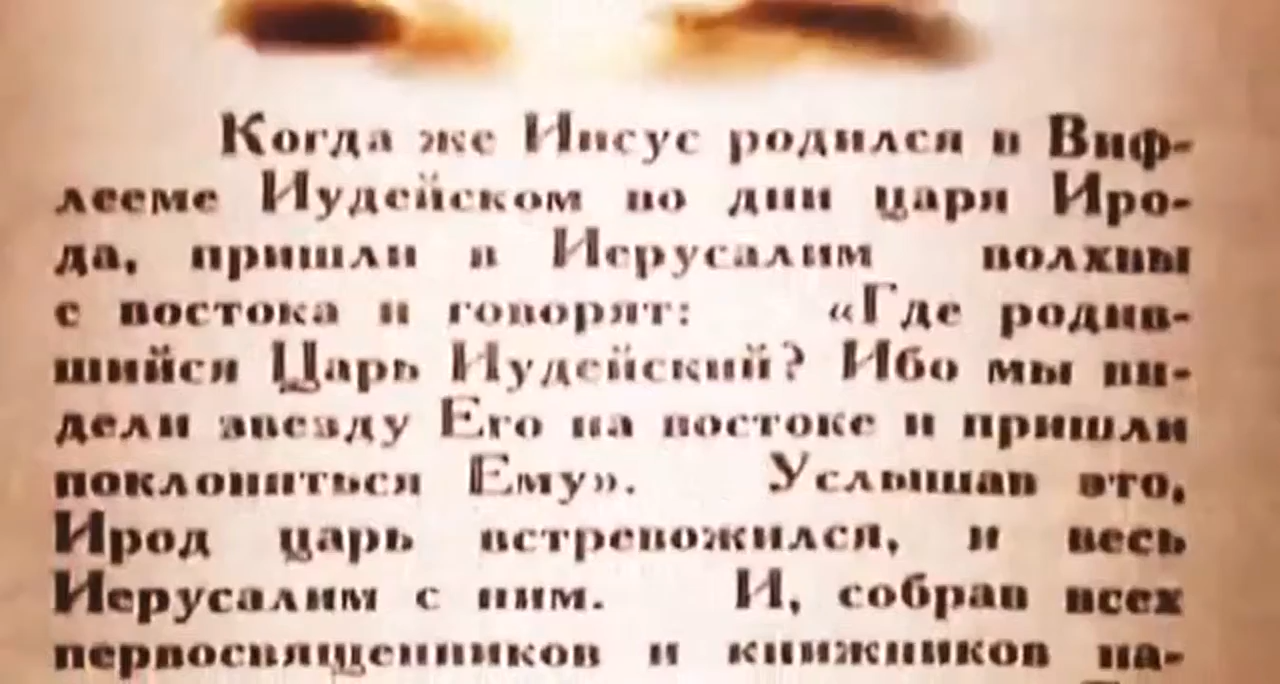 Когда же Иисус родился в Виф-
лееме Иудейском во дни царя Иро-
да, пришли в Иерусалим волхвы
с востока и говорят: «Где родив-
шийся Царь Иудейский? Ибо мы ви-
дели звезду Его на востоке и пришли
поклониться Ему». Услышав это,
Ирод царь встревожился, и весь
Иерусалим с ним. И, собрав всех
первосвященников и книжников на-